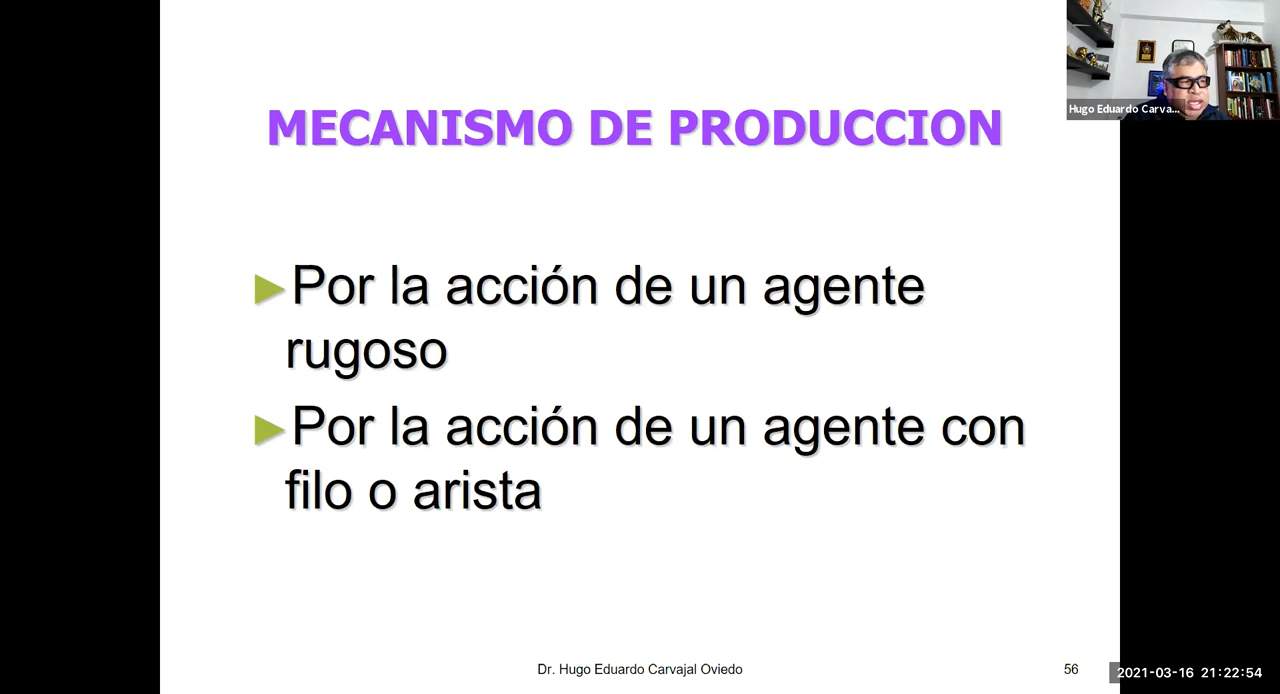 Hugo Eduardo Carva...
MECANISMO DE PRODUCCION
►Por la acción de un agente
rugoso
►Por la acción de un agente con
filo o arista
Dr. Hugo Eduardo Carvajal Oviedo
56
2021-03-16 21:22:54